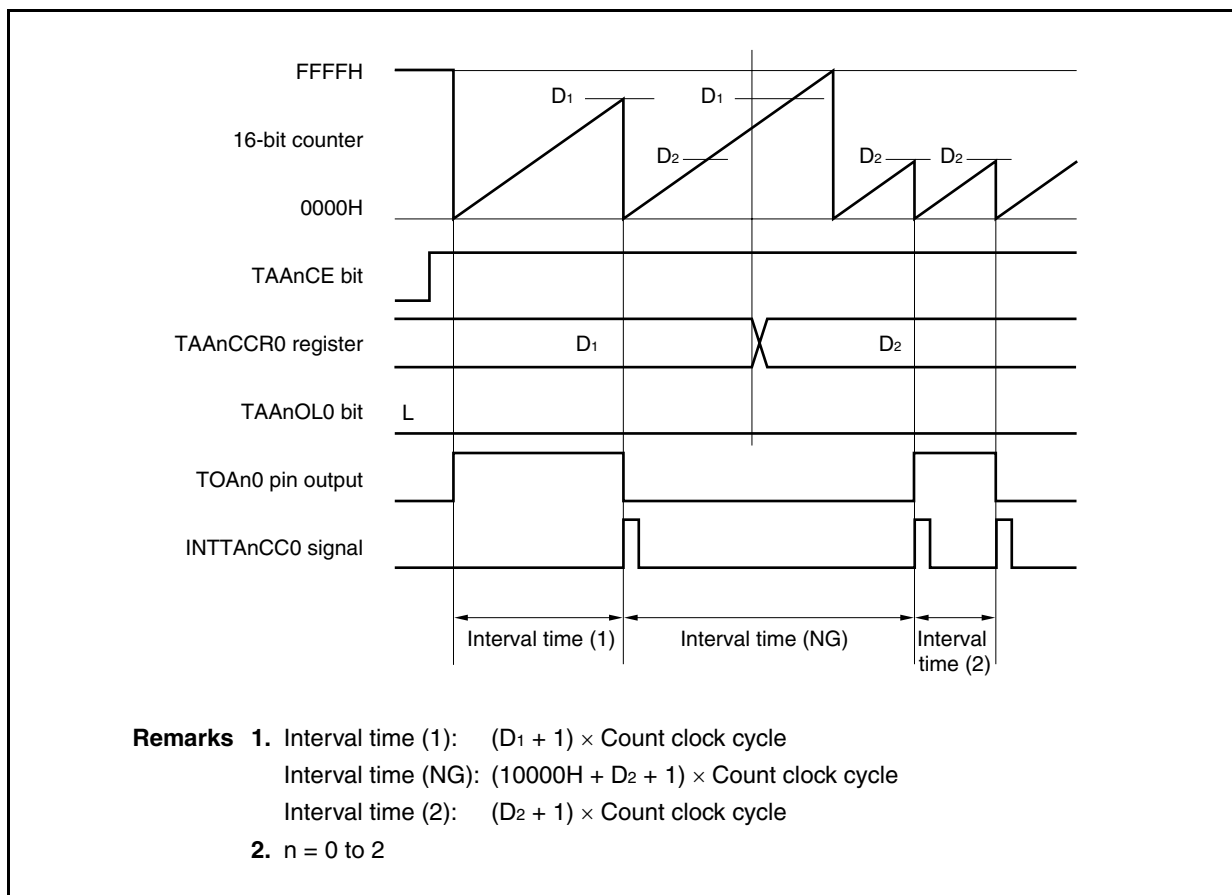 FFFFH
D1
D1
16-bit counter
D2
D2
D2
0000H
TAAnCE bit
TAAnCCR0 register
D1
D2
TAAnOL0 bit
L
TOAn0 pin output
INTTAnCC0 signal
Interval time (1)
Interval time (NG)
Interval
time (2)
Remarks 1. Interval time (1): (D1 + 1) × Count clock cycle
Interval time (NG): (10000H + D2 + 1) × Count clock cycle
Interval time (2): (D2 + 1) × Count clock cycle
2. n = 0 to 2